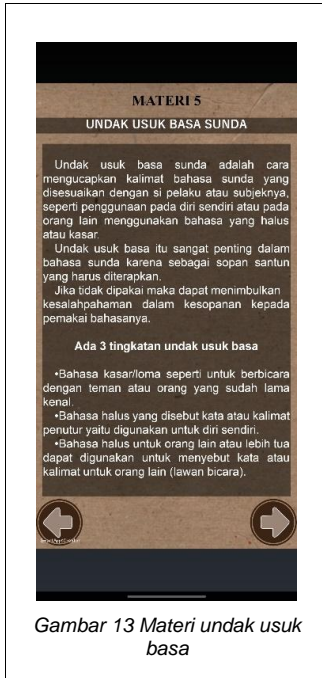 MATERI 5
UNDAK USUK BASA SUNDA
Undak usuk basa sunda adalah cara
mengucapkan kalimat bahasa sunda yang
disesuaikan dengan si pelaku atau subjeknya,
seperti penggunaan pada diri sendiri atau pada
orang lain menggunakan bahasa yang halus
atau kasar
Undak usuk basa itu sangat penting dalam
bahasa sunda karena sebagai sopan santun
yang harus diterapkan.
Jika tidak dipakai maka dapat menimbulkan
kesalahpahaman dalam kesopanan kepada
pemakai bahasanya.
Ada 3 tingkatan undak usuk basa
•Bahasa kasar/loma seperti untuk berbicara
dengan teman atau orang yang sudah lama
kenal.
•Bahasa halus yang disebut kata atau kalimat
penutur yaitu digunakan untuk diri sendiri.
•Bahasa halus untuk orang lain atau lebih tua
dapat digunakan untuk menyebut kata atau
kalimat untuk orang lain (lawan bicara).
Gambar 13 Materi undak usuk
basa